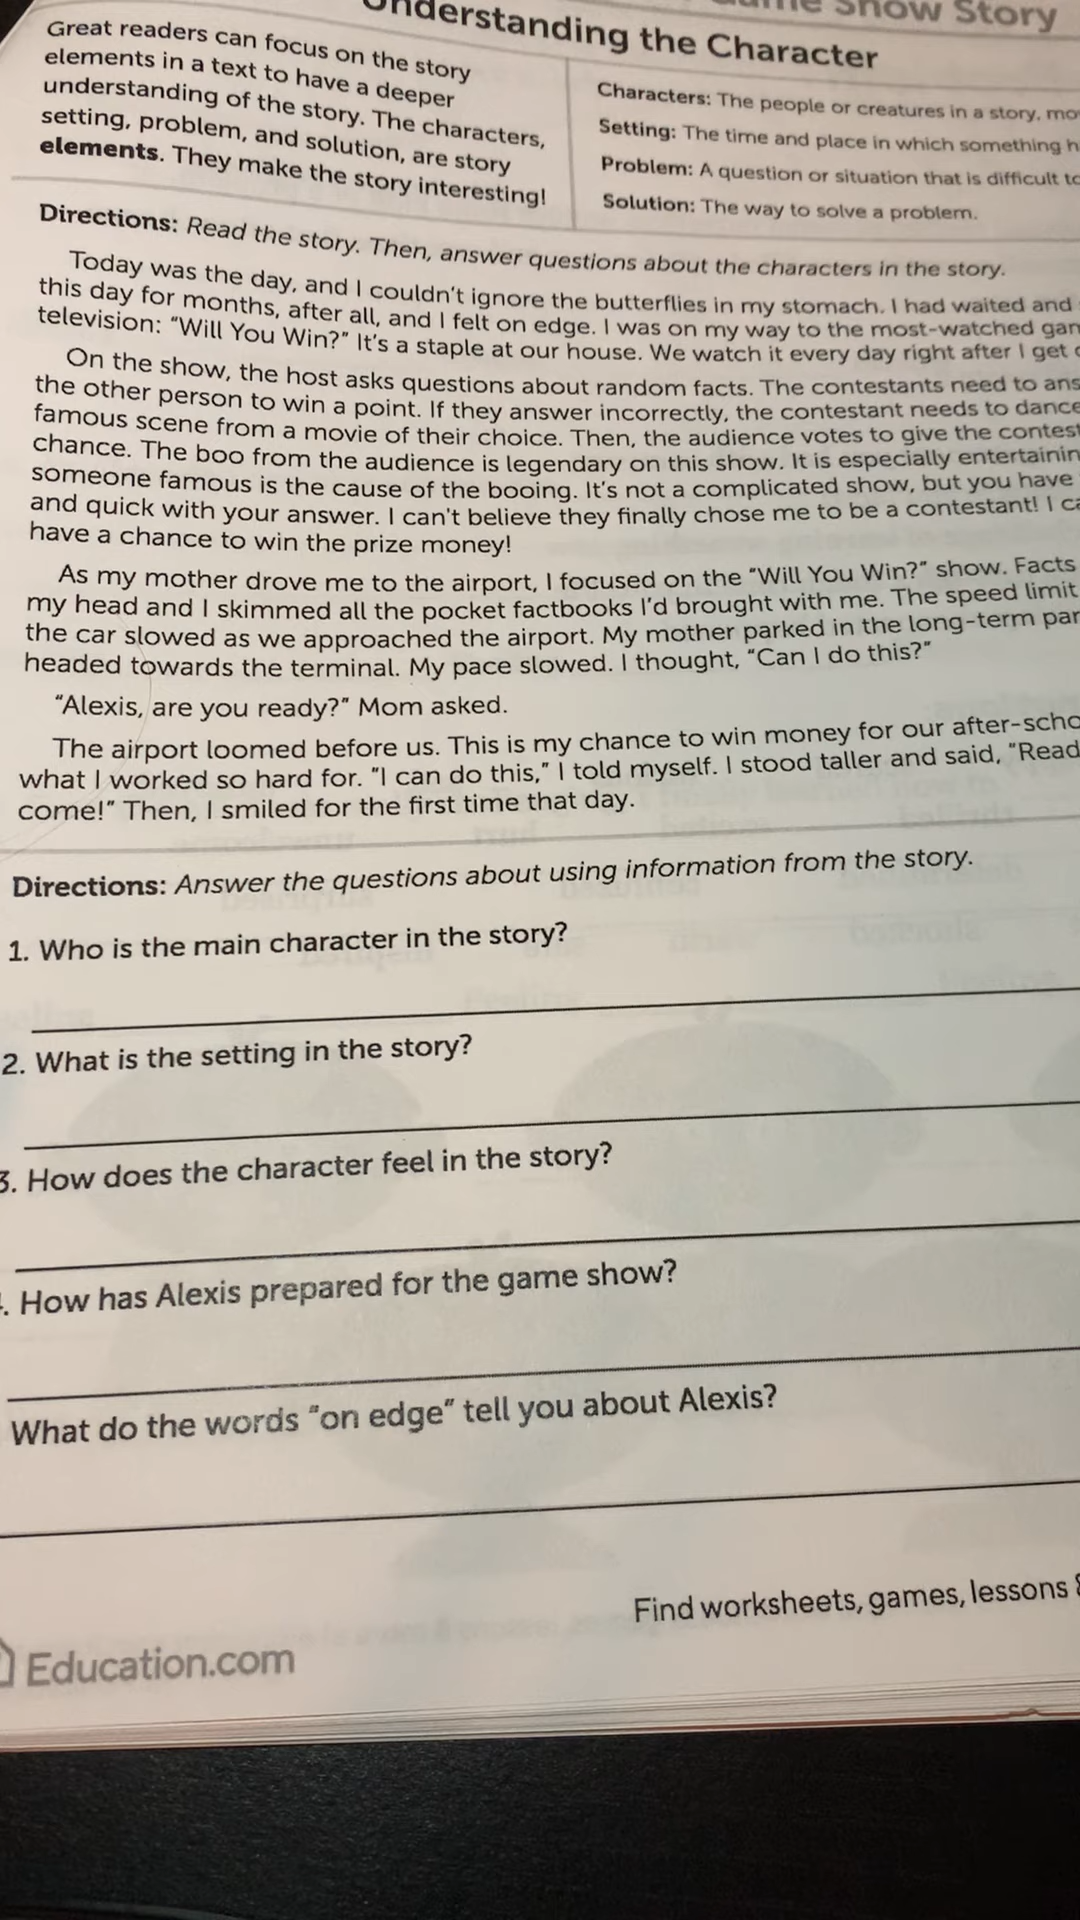 Show Story
Understanding the Character
Great readers can focus on the story
elements in a text to have a deeper
understanding of the story. The characters,
setting, problem, and solution, are story
elements. They make the story interesting!
Characters: The people or creatures in a story,
Setting: The time and place in which something
Problem: A question or situation that is difficult
Solution: The way to solve a problem.
Directions: Read the story. Then, answer questions about the characters in the story.
Today was the day, and I couldn't ignore the butterflies in my stomach. I had waited and
this day for months, after all, and I felt on edge. I was on my way to the most-watched
television: "Will You Win?" It's a staple at our house. We watch it every day right after I get
On the show, the host asks questions about random facts. The contestants need to
the other person to win a point. If they answer incorrectly, the contestant needs to dance
famous scene from a movie of their choice. Then, the audience votes to give the
chance. The boo from the audience is legendary on this show. It is especially
someone famous is the cause of the booing. It's not a complicated show, but you have
and quick with your answer. I can't believe they finally chose me to be a contestant! I
have a chance to win the prize money!
As my mother drove me to the airport, I focused on the "Will You Win?" show. Facts
my head and I skimmed all the pocket factbooks I'd brought with me. The speed limit
the car slowed as we approached the airport. My mother parked in the long-term
headed towards the terminal. My pace slowed. I thought, "Can I do this?"
"Alexis, are you ready?" Mom asked.
The airport loomed before us. This is my chance to win money for our
what I worked so hard for. "I can do this," I told myself. I stood taller and said, "Read
come!" Then, I smiled for the first time that day.
Directions: Answer the questions about using information from the story.
1. Who is the main character in the story?
2. What is the setting in the story?
3. How does the character feel in the story?
. How has Alexis prepared for the game show?
What do the words "on edge" tell you about Alexis?
Find worksheets, games, lessons
Education.com